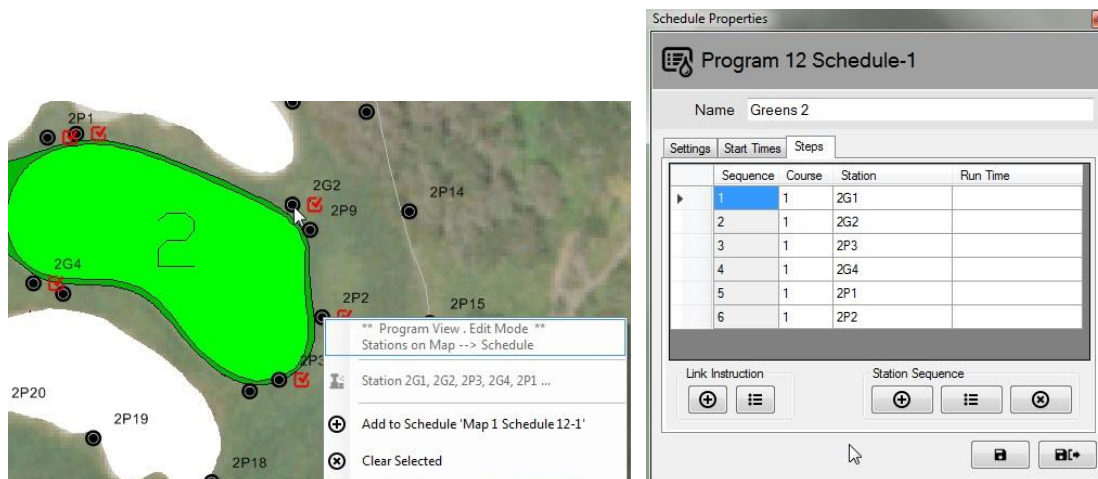 2P1
2G2
2P9
2P14
2
2G4
2P2
2P15
** Program View . Edit Mode **
Stations on Map --> Schedule
2P3
Station 2G1, 2G2, 2P3, 2G4, 2P1 ...
Add to Schedule 'Map 1 Schedule 12-1'
Clear Selected
2P20
2P19
2P18
Schedule Properties
Program 12 Schedule-1
Name Greens 2
Settings Start Times Steps
Sequence Course Station Run Time
1 1 2G1
2 1 2G2
3 1 2P3
4 1 2G4
5 1 2P1
6 1 2P2
Link Instruction Station Sequence